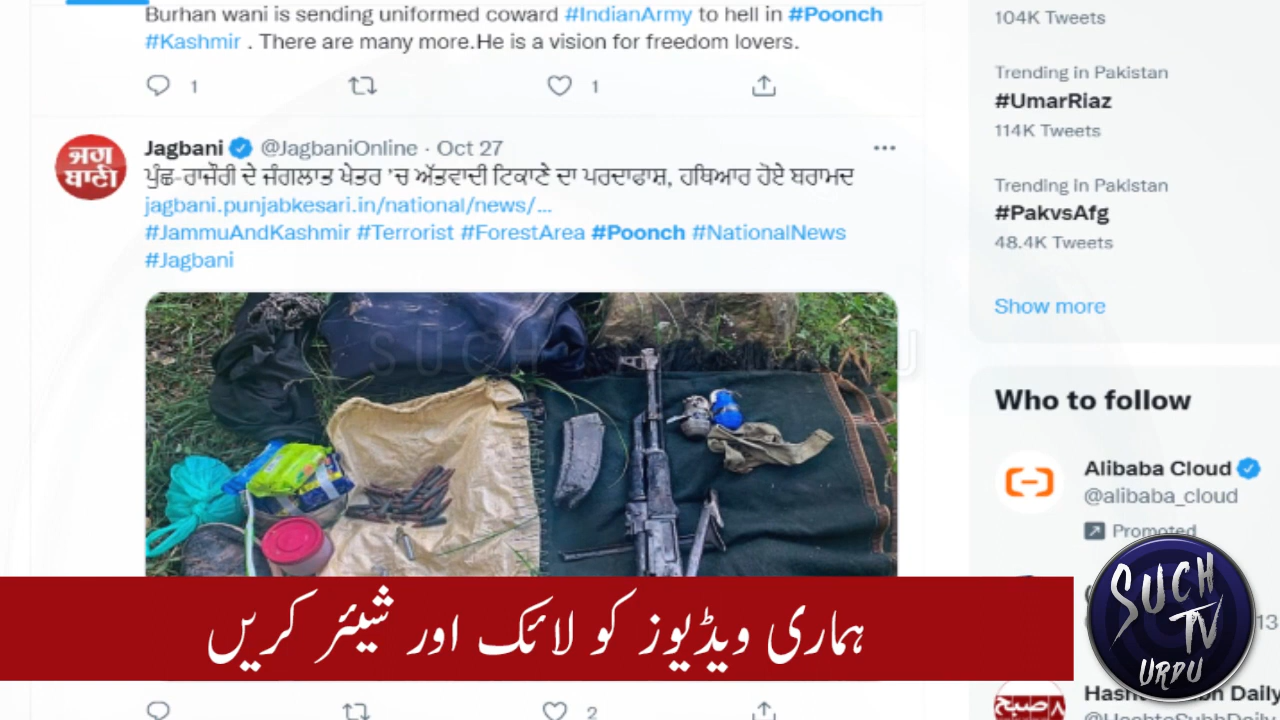 Burhan wani is sending uniformed coward #IndianArmy to hell in #Poonch
#Kashmir . There are many more.He is a vision for freedom lovers.
1
1
ਜਗ
ਬਾਣੀ
Jagbani @JagbaniOnline · Oct 27
ਪੁੰਛ-ਰਾਜੌਰੀ ਦੇ ਜੰਗਲਾਤ ਖੇਤਰ 'ਚ ਅੱਤਵਾਦੀ ਟਿਕਾਣੇ ਦਾ ਪਰਦਾਫਾਸ਼, ਹਥਿਆਰ ਹੋਏ ਬਰਾਮਦ
jagbani.punjabkesari.in/national/news/...
#JammuAndKashmir #Terrorist #ForestArea #Poonch #NationalNews
#Jagbani
ہماری ویڈیوز کو لائک اور شیئر کریں
2
104K Tweets
Trending in Pakistan
#UmarRiaz
114K Tweets
Trending in Pakistan
#PakvsAfg
48.4K Tweets
Show more
Who to follow
Alibaba Cloud
@alibaba_cloud
Promoted
13
SUCH
TV
URDU
۸صبح
Daily